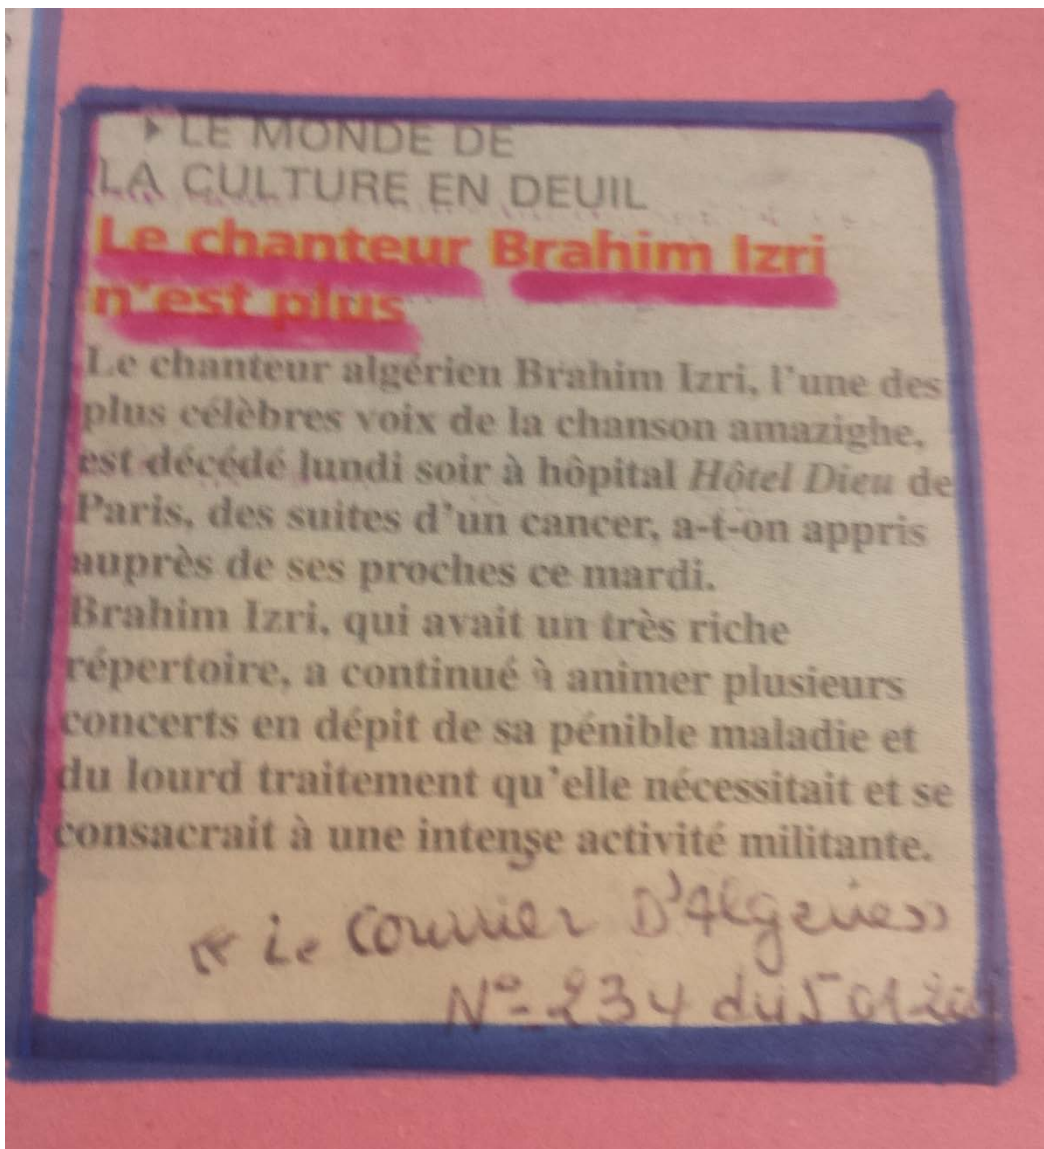 LE MONDE DE
LA CULTURE EN DEUIL
Le chanteur Brahim Izri
n'est plus
Le chanteur algérien Brahim Izri, l'une des
plus célèbres voix de la chanson amazighe,
est décédé lundi soir à hôpital Hôtel Dieu de
Paris, des suites d'un cancer, a-t-on appris
auprès de ses proches ce mardi.
Brahim Izri, qui avait un très riche
répertoire, a continué à animer plusieurs
concerts en dépit de sa pénible maladie et
du lourd traitement qu'elle nécessitait et se
consacrait à une intense activité militante.
« Le Courrier D'Algerie »
N° 234 du 5 01